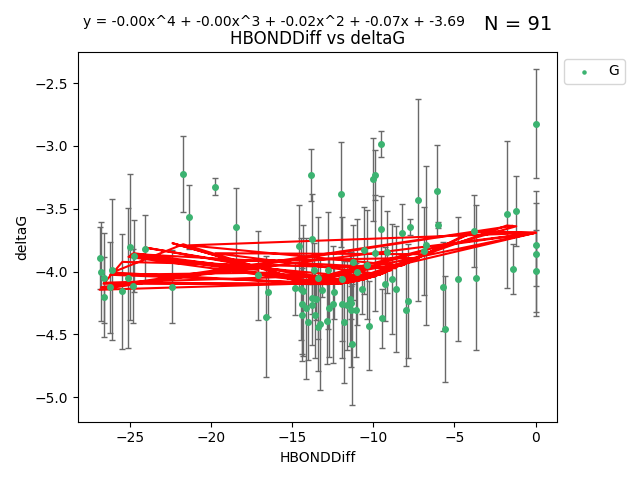 y = -0.00x^4 + -0.00x^3 + -0.02x^2 + -0.07x + -3.69
N = 91
HBONDDiff vs deltaG
G
deltaG
−2.5
−3.0
−3.5
−4.0
−4.5
−5.0
−25
−20
−15
−10
−5
0
HBONDDiff